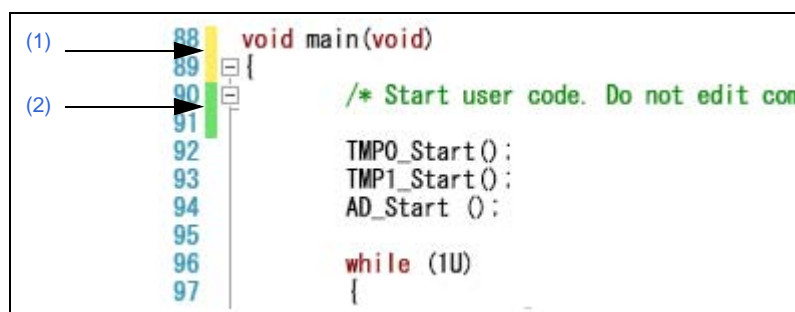 (1)
(2)
88 void main(void)
89 {
90 /* Start user code. Do not edit com
91
92 TMP0_Start();
93 TMP1_Start();
94 AD_Start ();
95
96 while (1U)
97 {